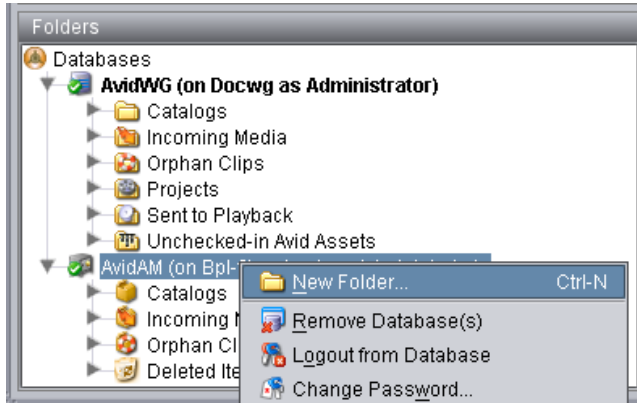 Folders
Databases
AvidWG (on Docwg as Administrator)
Catalogs
Incoming Media
Orphan Clips
Projects
Sent to Playback
Unchecked-in Avid Assets
AvidAM (on
Catalogs
Incoming
Orphan
Deleted
New Folder... Ctrl-N
Remove Database(s)
Logout from Database
Change Password...